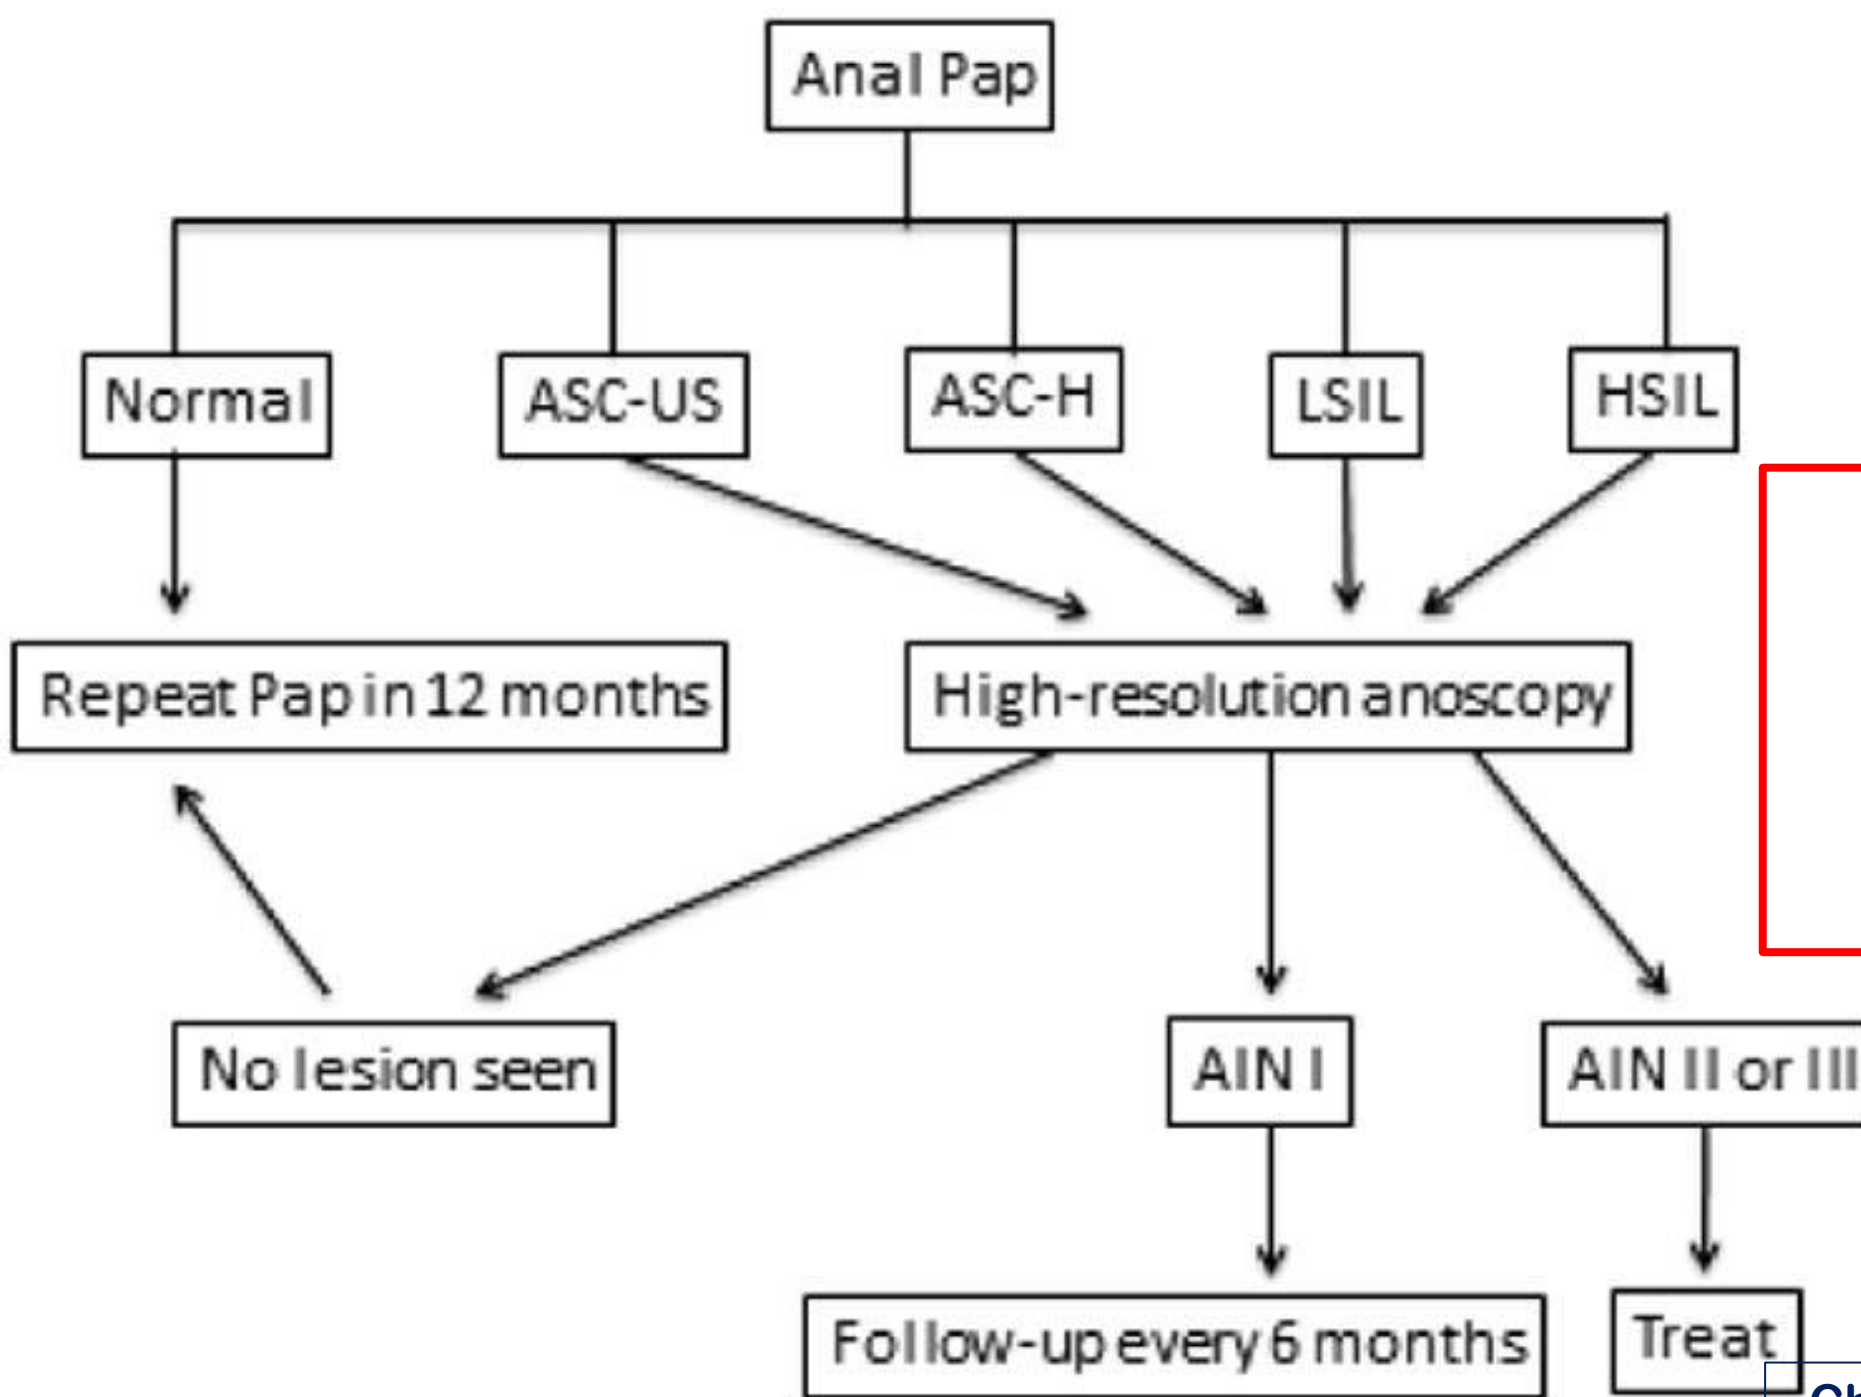 Anal Pap
Normal
ASC-US
ASC-H
LSIL
HSIL
Repeat Pap in 12 months
High-resolution anoscopy
No lesion seen
AIN I
AIN II or III
Follow-up every 6 months
Treat